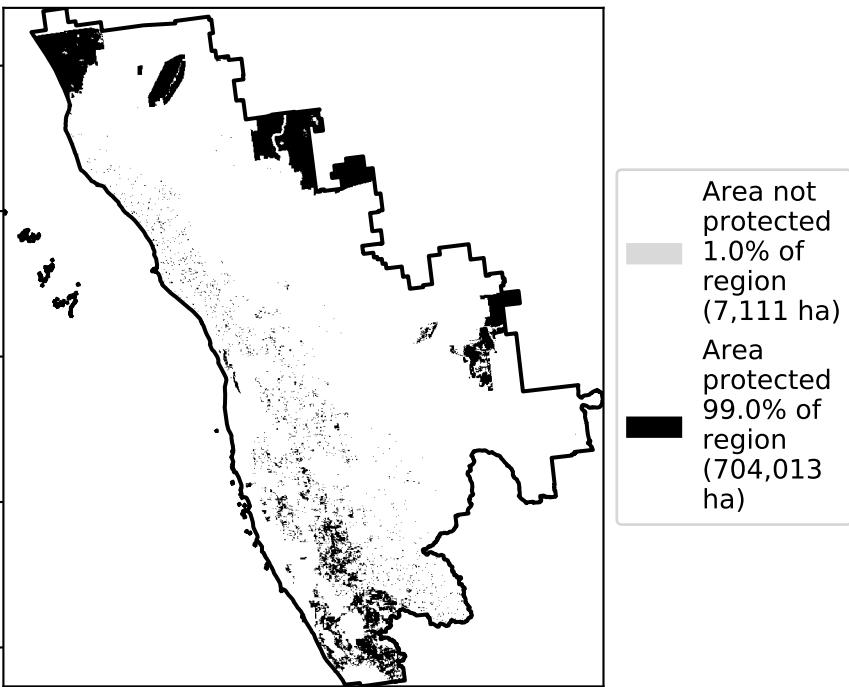 Area not
protected
1.0% of
region
(7,111 ha)
Area
protected
99.0% of
region
(704,013
ha)